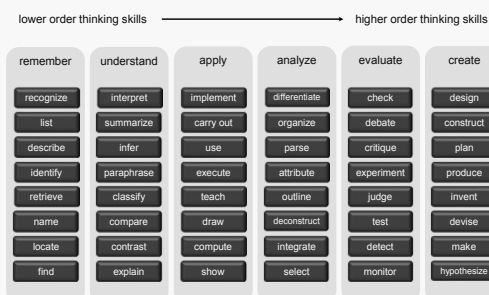 lower order thinking skills higher order thinking skills
remember understand apply analyze evaluate create
recognize interpret implement differentiate check design
list summarize carry out organize debate construct
describe infer use parse critique plan
identify paraphrase execute attribute experiment produce
retrieve classify teach outline judge invent
name compare draw deconstruct test devise
locate contrast compute integrate detect make
find explain show select monitor hypothesize